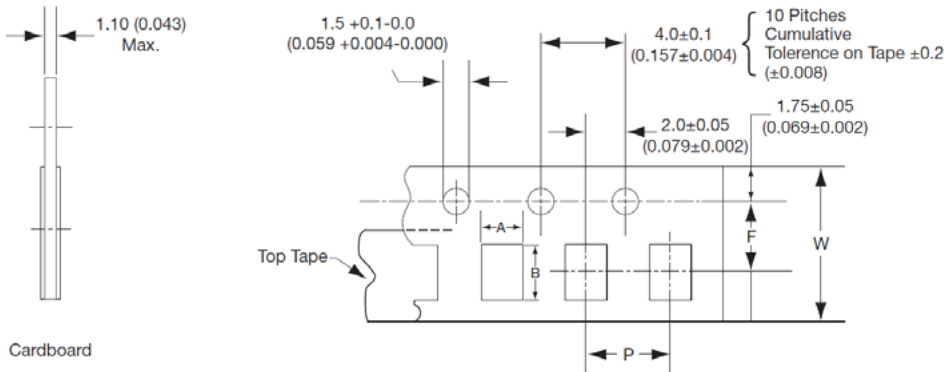 1.10 (0.043)
Max.
1.5 +0.1-0.0
(0.059 +0.004-0.000)
4.0±0.1
(0.157±0.004)
10 Pitches
Cumulative
Tolerence on Tape ±0.2
(±0.008)
1.75±0.05
(0.069±0.002)
2.0±0.05
(0.079±0.002)
A
B
F
W
Top Tape
P
Cardboard